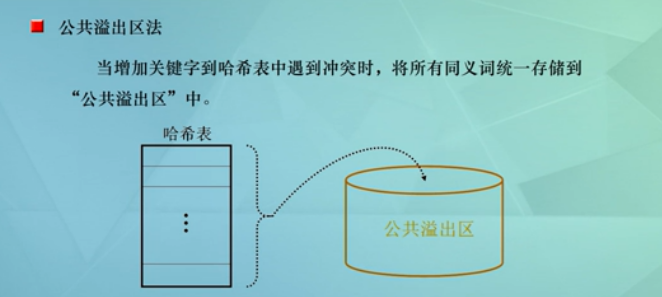 公共溢出区法
当增加关键字到哈希表中遇到冲突时，将所有同义词统一存储到
“公共溢出区”中。
哈希表
公共溢出区